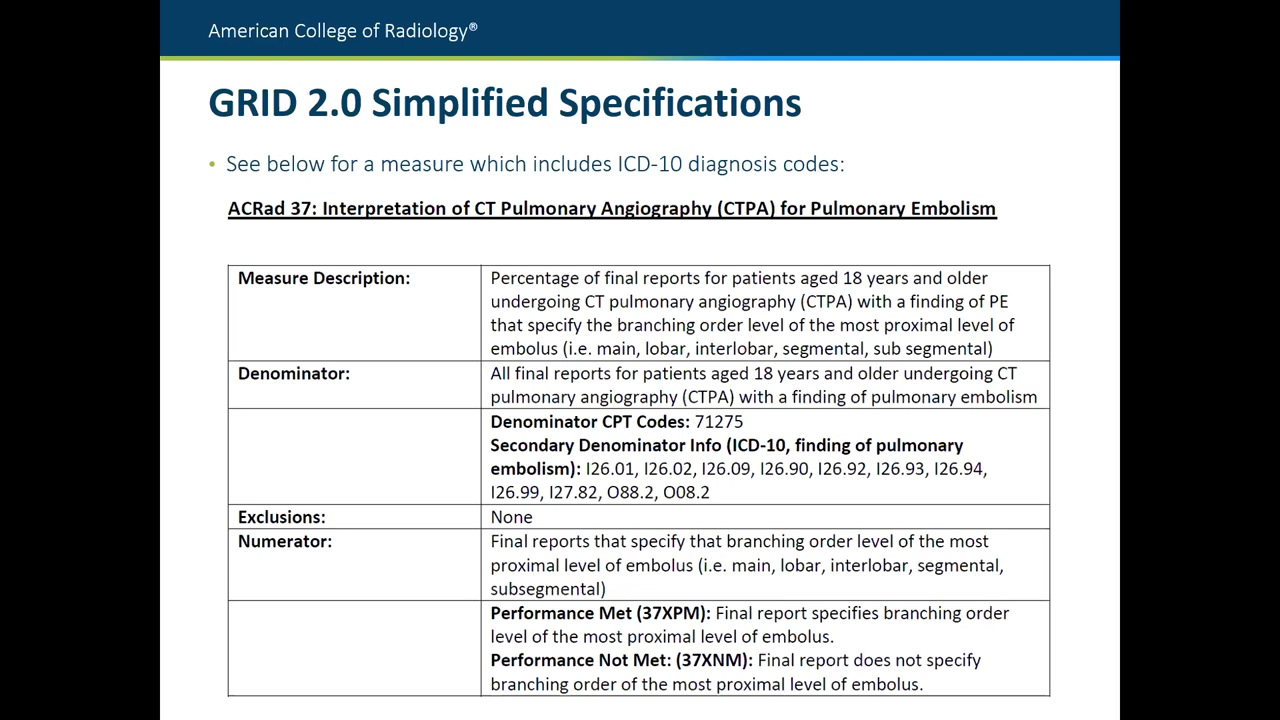 American College of Radiology®
GRID 2.0 Simplified Specifications
• See below for a measure which includes ICD-10 diagnosis codes:
ACRad 37: Interpretation of CT Pulmonary Angiography (CTPA) for Pulmonary Embolism
Measure Description:
Percentage of final reports for patients aged 18 years and older
undergoing CT pulmonary angiography (CTPA) with a finding of PE
that specify the branching order level of the most proximal level of
embolus (i.e. main, lobar, interlobar, segmental, sub segmental)
Denominator:
All final reports for patients aged 18 years and older undergoing CT
pulmonary angiography (CTPA) with a finding of pulmonary embolism
Denominator CPT Codes: 71275
Secondary Denominator Info (ICD-10, finding of pulmonary
embolism): I26.01, I26.02, I26.09, I26.90, I26.92, I26.93, I26.94,
I26.99, I27.82, O88.2, O08.2
Exclusions:
None
Numerator:
Final reports that specify that branching order level of the most
proximal level of embolus (i.e. main, lobar, interlobar, segmental,
subsegmental)
Performance Met (37XPM): Final report specifies branching order
level of the most proximal level of embolus.
Performance Not Met: (37XNM): Final report does not specify
branching order of the most proximal level of embolus.